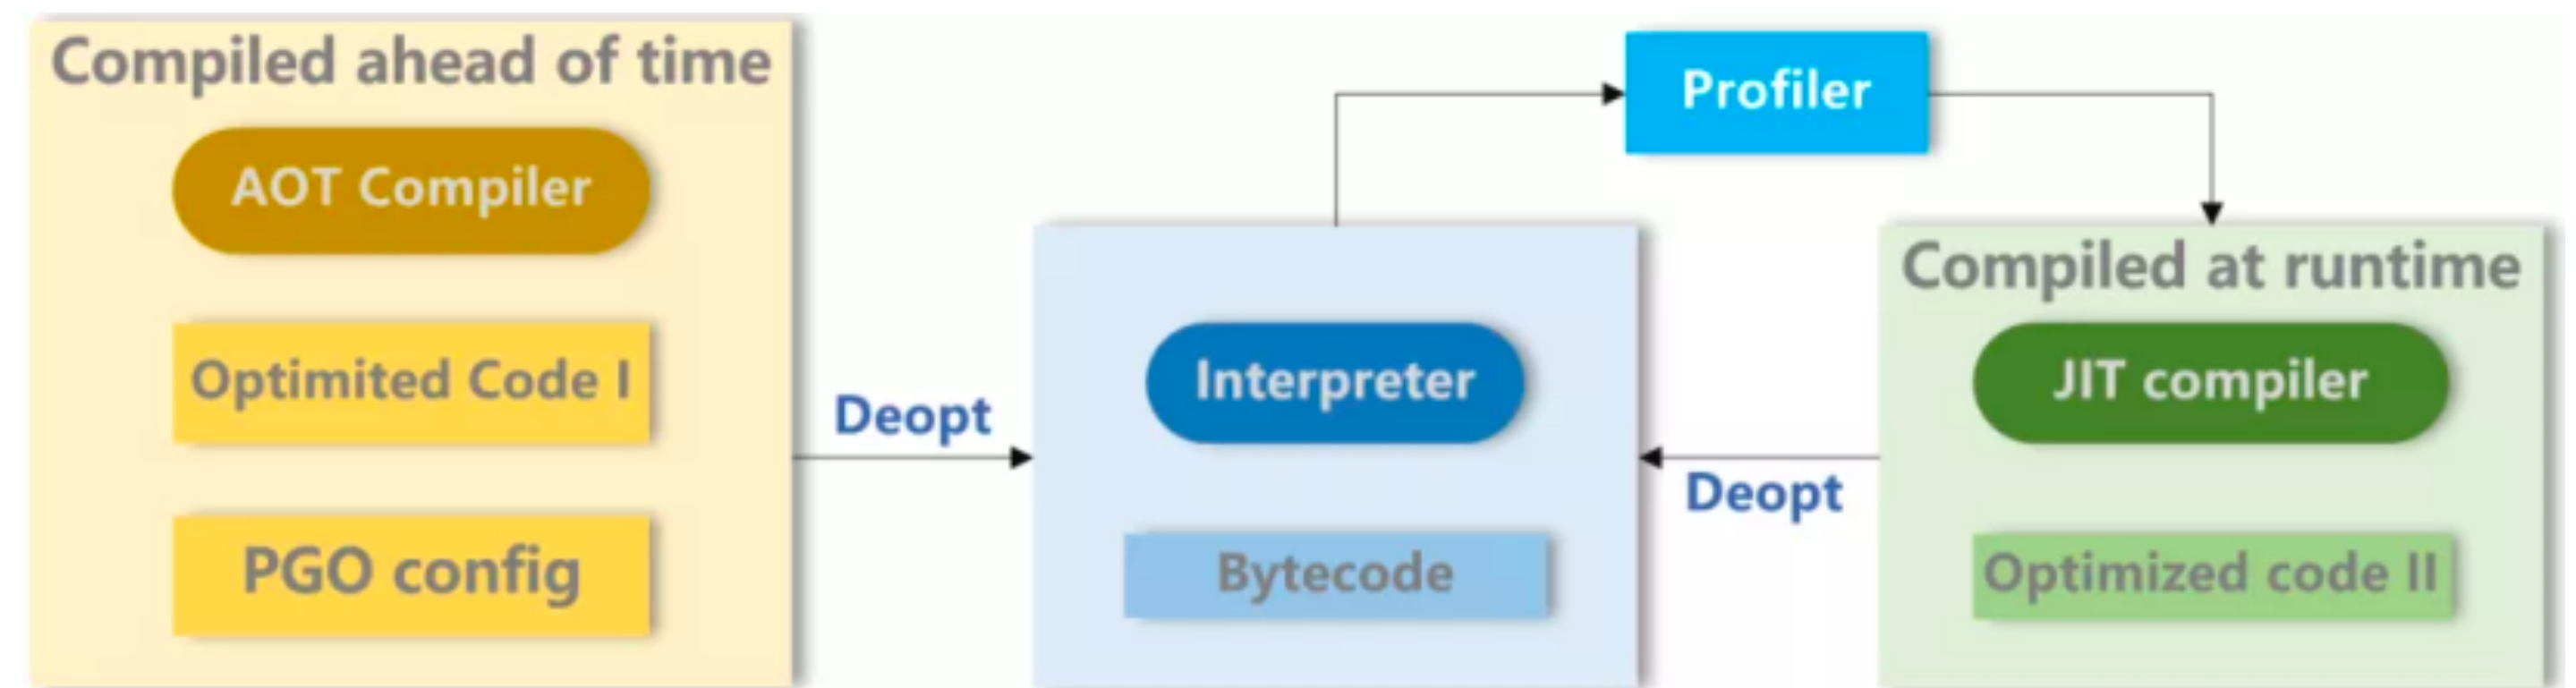 Compiled ahead of time
AOT Compiler
Optimited Code I
PGO config
Deopt
Interpreter
Bytecode
Profiler
Deopt
Compiled at runtime
JIT compiler
Optimized code II